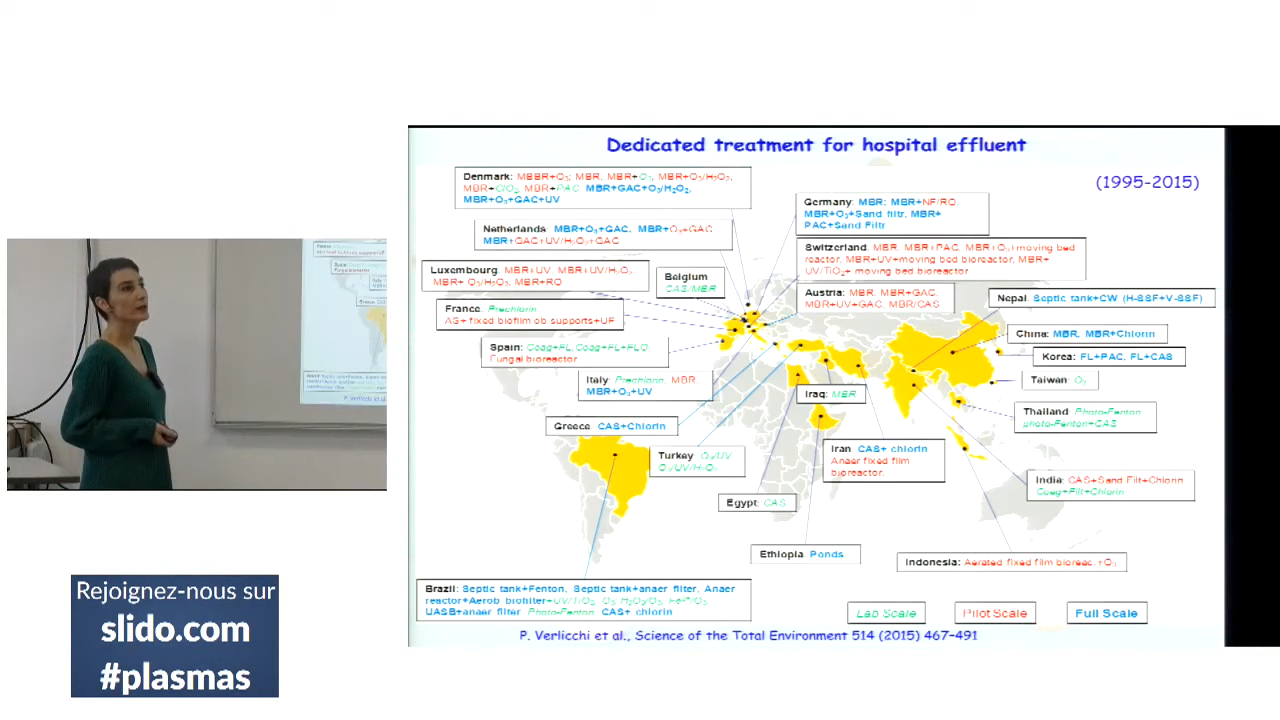 Dedicated treatment for hospital effluent
(1995-2015)
Denmark: MBBR+O₃; MBR, MBR+O₃, MBR+O₃/H₂O₂,
MBR+ClO₂, MBR+PAC, MBR+GAC+O₃/H₂O₂,
MBR+O₃+GAC+UV
Germany: MBR; MBR+NF/RO,
MBR+O₃+Sand filtr, MBR+
PAC+Sand Filtr
Netherlands: MBR+O₃+GAC, MBR+O₃+GAC
MBR+GAC+UV/H₂O₂+GAC
Switzerland: MBR, MBR+PAC, MBR+O₃+moving bed
reactor, MBR+UV+moving bed bioreactor, MBR+
UV/TiO₂+ moving bed bioreactor
Luxembourg: MBR+UV, MBR+UV/H₂O₂
MBR+ O₃/H₂O₂, MBR+RO
Belgium
CAS/MBR
Austria: MBR, MBR+GAC,
MBR+UV+GAC, MBR/CAS
Nepal: Septic tank+CW (H-SSF+V-SSF)
France: Prechlorin
AS+ fixed biofilm ob supports+UF
China: MBR, MBR+Chlorin
Spain: Coag+FL, Coag+FL+FLO,
Fungal bioreactor
Korea: FL+PAC, FL+CAS
Italy: Prechlorin, MBR,
MBR+O₃+UV
Taiwan: O₃
Iraq: MBR
Thailand: Photo-Fenton
photo-Fenton+CAS
Greece: CAS+Chlorin
Turkey: O₃/UV
O₃/UV/H₂O₂
Iran: CAS+ chlorin
Anaer fixed film
bioreactor
India: CAS+Sand Filt+Chlorin
Coag+Filt+Chlorin
Egypt: CAS
Ethiopia: Ponds
Indonesia: Aerated fixed film bioreac.+O₃
Brazil: Septic tank+Fenton, Septic tank+anaer filter, Anaer
reactor+Aerob biofilter+UV/TiO₂, O₃, H₂O₂/O₃, Fe²⁺/O₃,
UASB+anaer filter, Photo-Fenton, CAS+ chlorin
Lab Scale
Pilot Scale
Full Scale
P. Verlicchi et al., Science of the Total Environment 514 (2015) 467-491
Rejoignez-nous sur
slido.com
#plasmas